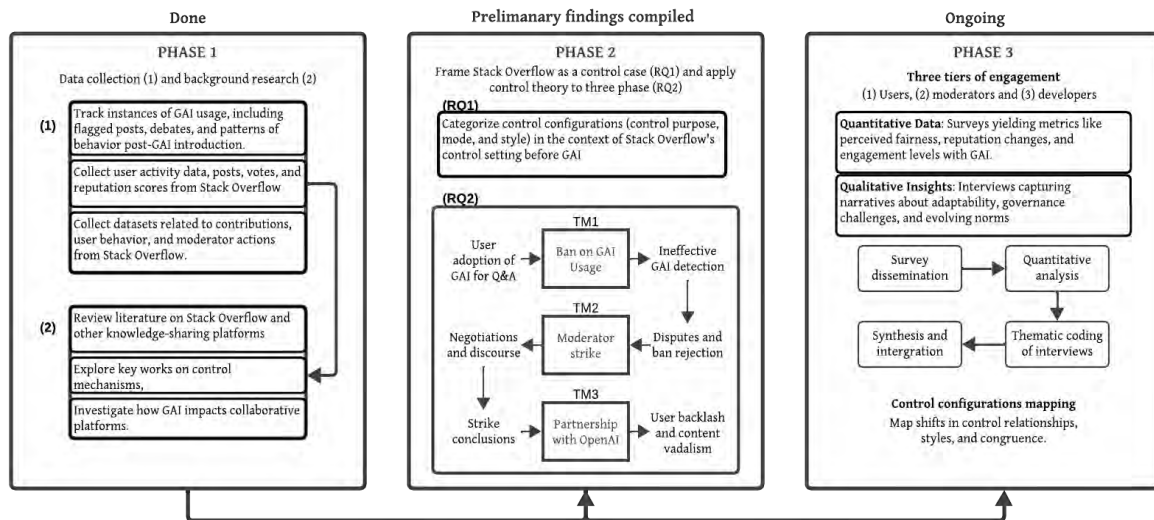 Done
PHASE 1
Data collection (1) and background research (2)
(1)
Track instances of GAI usage, including
flagged posts, debates, and patterns of
behavior post-GAI introduction.
Collect user activity data, posts, votes, and
reputation scores from Stack Overflow
Collect datasets related to contributions,
user behavior, and moderator actions
from Stack Overflow.
(2)
Review literature on Stack Overflow and
other knowledge-sharing platforms
Explore key works on control
mechanisms,
Investigate how GAI impacts collaborative
platforms.
Prelimanary findings compiled
PHASE 2
Frame Stack Overflow as a control case (RQ1) and apply
control theory to three phase (RQ2)
(RQ1)
Categorize control configurations (control purpose,
mode, and style) in the context of Stack Overflow's
control setting before GAI
(RQ2)
TM1
User
adoption of
GAI for Q&A
Ban on GAI
Usage
Ineffective
GAI detection
TM2
Negotiations
and discourse
Moderator
strike
Disputes and
ban rejection
TM3
Strike
conclusions
Partnership
with OpenAI
User backlash
and content
vadalism
Ongoing
PHASE 3
Three tiers of engagement
(1) Users, (2) moderators and (3) developers
Quantitative Data: Surveys yielding metrics like
perceived fairness, reputation changes, and
engagement levels with GAI.
Qualitative Insights: Interviews capturing
narratives about adaptability, governance
challenges, and evolving norms
Survey
dissemination
Quantitative
analysis
Synthesis and
intergration
Thematic coding
of interviews
Control configurations mapping
Map shifts in control relationships,
styles, and congruence.